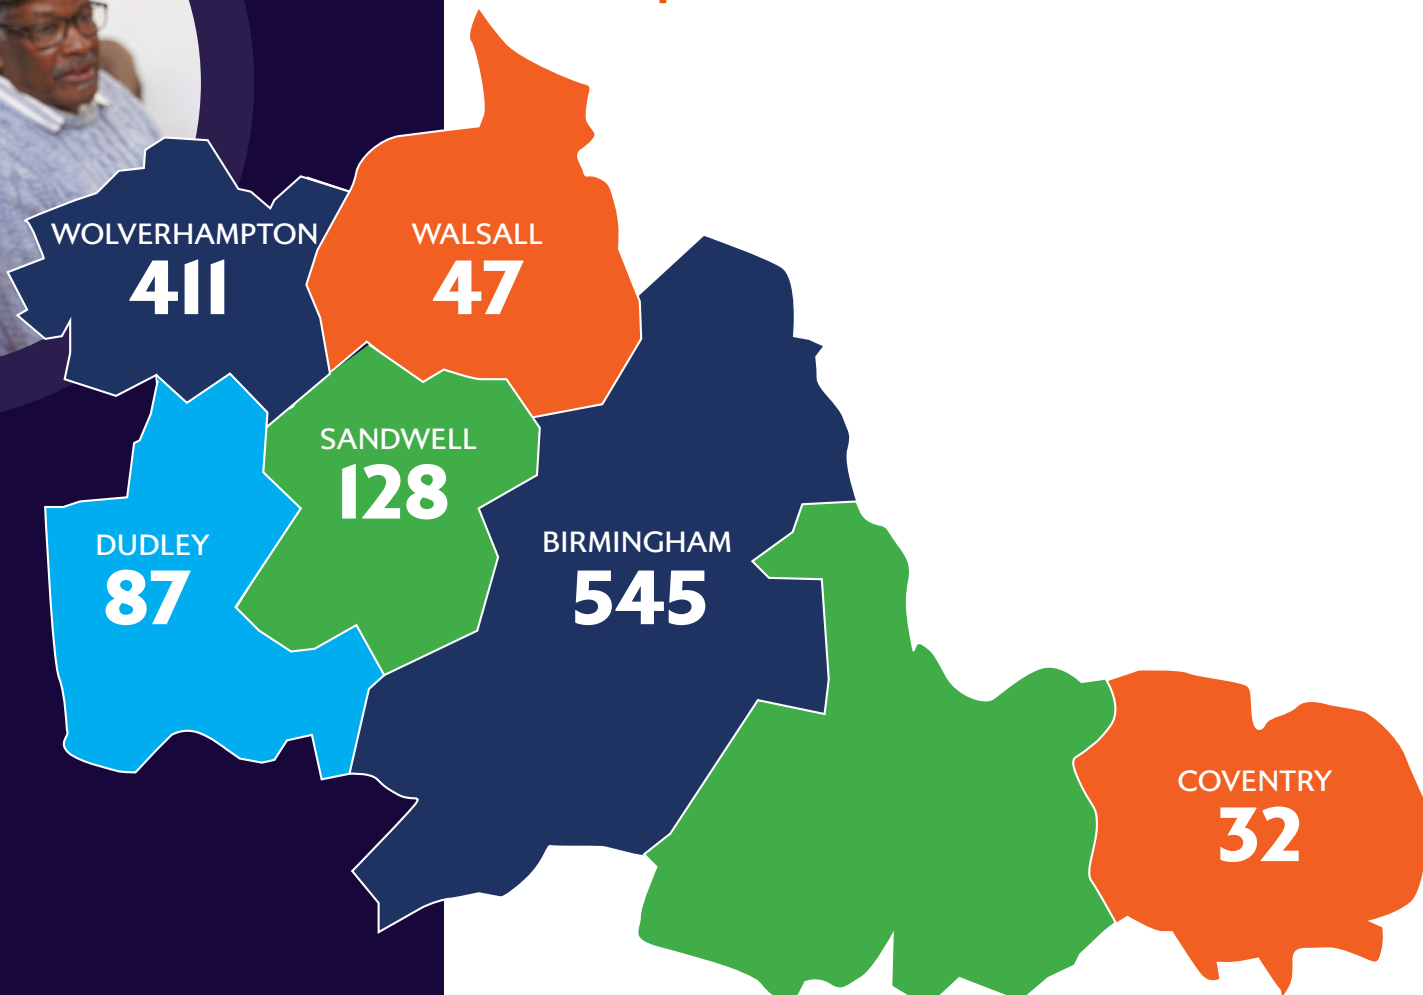 WOLVERHAMPTON
411
WALSALL
47
SANDWELL
128
DUDLEY
87
BIRMINGHAM
545
COVENTRY
32